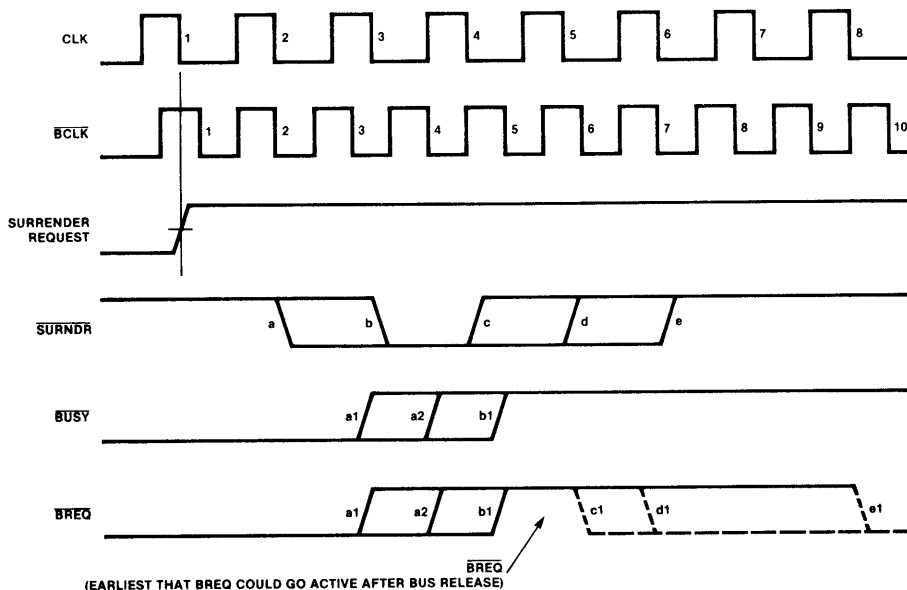 CLK 1 2 3 4 5 6 7 8
BCLK 1 2 3 4 5 6 7 8 9 10
SURRENDER
REQUEST
SURNDR a b c d e
BUSY a1 a2 b1
BREQ a1 a2 b1 c1 d1 e1
BREQ
(EARLIEST THAT BREQ COULD GO ACTIVE AFTER BUS RELEASE)